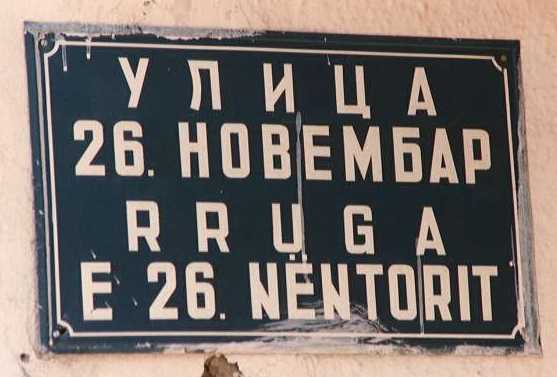 УЛИЦА
26. НОВЕМБАР
RRUGA
E 26. NËNTORIT